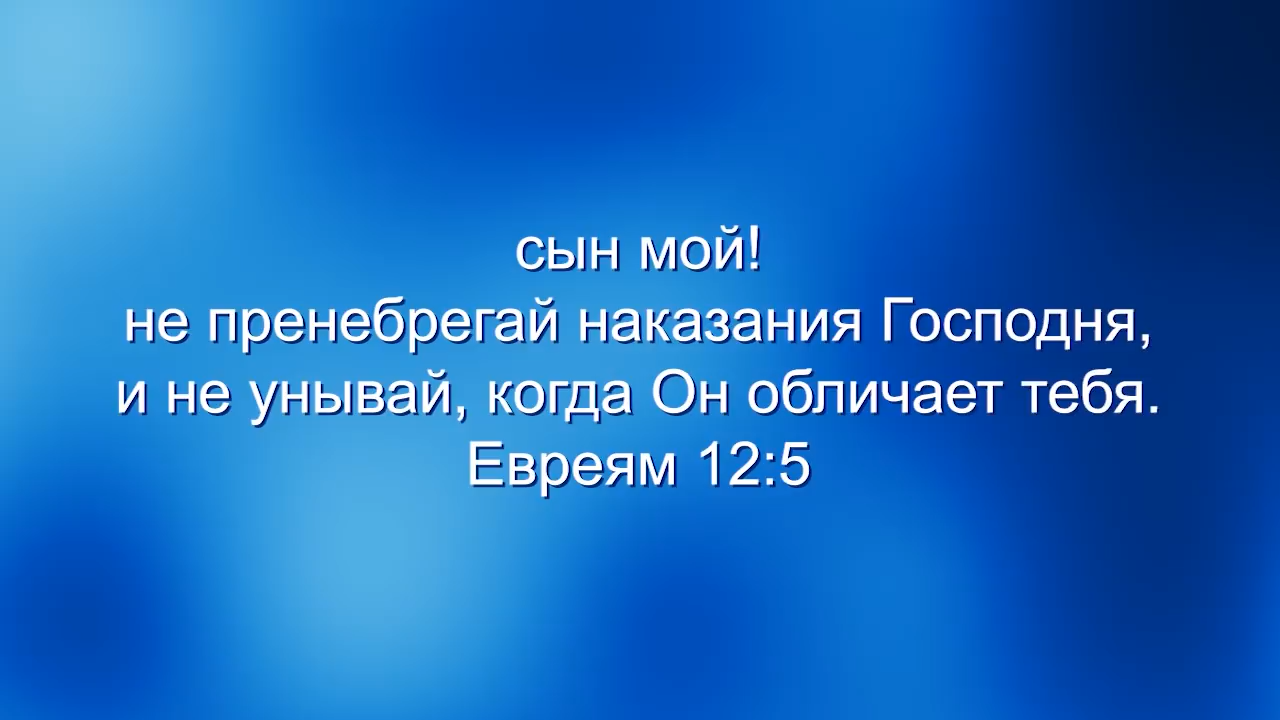 сын мой!
не пренебрегай наказания Господня,
и не унывай, когда Он обличает тебя.
Евреям 12:5